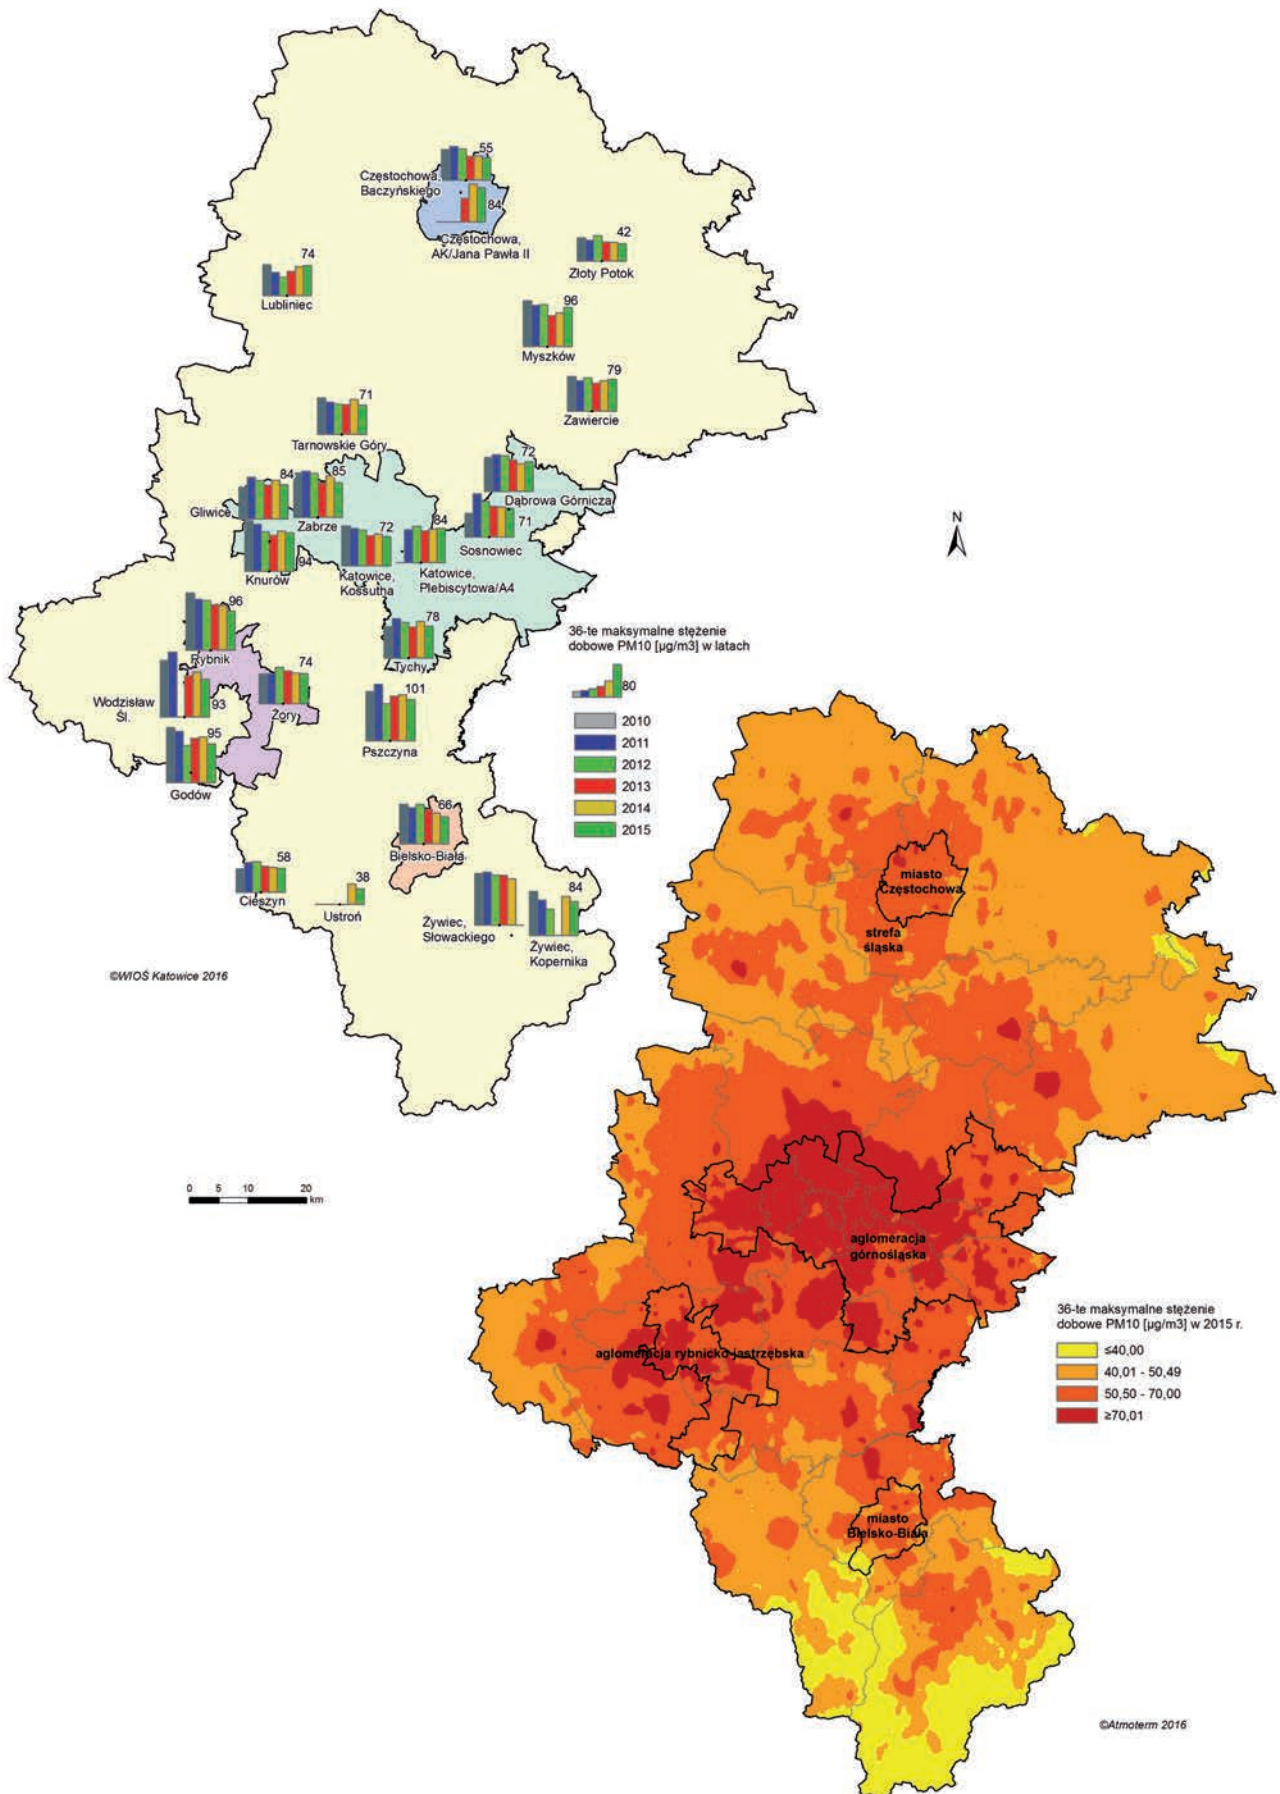 55
Częstochowa,
Baczyńskiego
84
Częstochowa,
AK/Jana Pawła II
42
Złoty Potok
74
Lubliniec
96
Myszków
79
Zawiercie
71
Tarnowskie Góry
72
Dąbrowa Górnicza
84
Gliwice
85
Zabrze
71
Sosnowiec
94
Knurów
72
Katowice,
Kossutha
84
Katowice,
Plebiscytowa/A4
N
96
Rybnik
78
Tychy
93
Wodzisław
Śl.
74
Żory
101
Pszczyna
95
Godów
66
Bielsko-Biała
58
Cieszyn
38
Ustroń
Żywiec,
Słowackiego
84
Żywiec,
Kopernika
36-te maksymalne stężenie
dobowe PM10 [µg/m3] w latach
80
2010
2011
2012
2013
2014
2015
©WIOŚ Katowice 2016
0 5 10 20
km
miasto
Częstochowa
strefa
śląska
aglomeracja
górnośląska
aglomeracja rybnicko-jastrzębska
miasto
Bielsko-Biała
36-te maksymalne stężenie
dobowe PM10 [µg/m3] w 2015 r.
≤40,00
40,01 - 50,49
50,50 - 70,00
≥70,01
©Atmoterm 2016